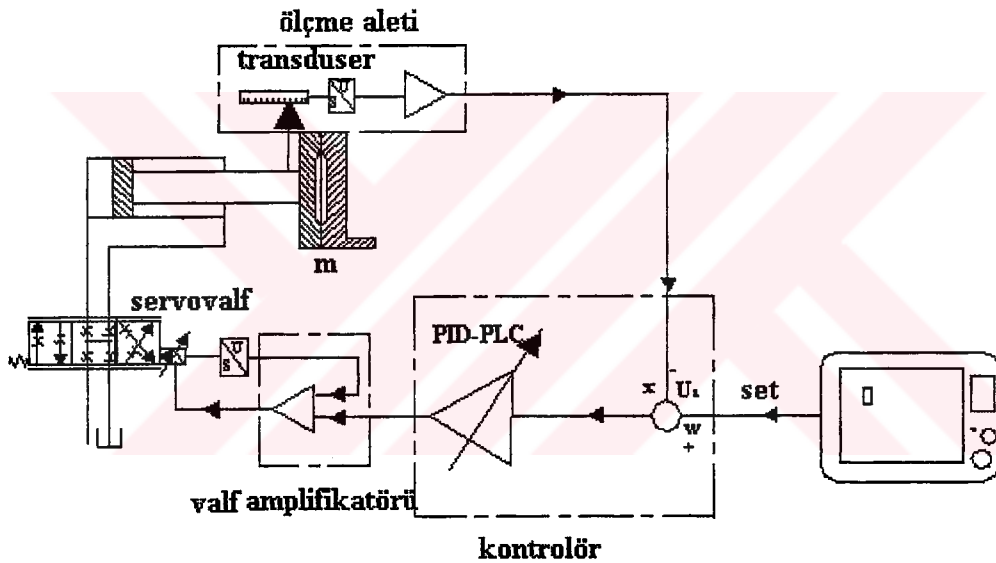 ölçme aleti
transduser
U
S
m
servovalf
U
S
PID-PLC
x
-
U₁
set
w
+
valf amplifikatörü
kontrolör